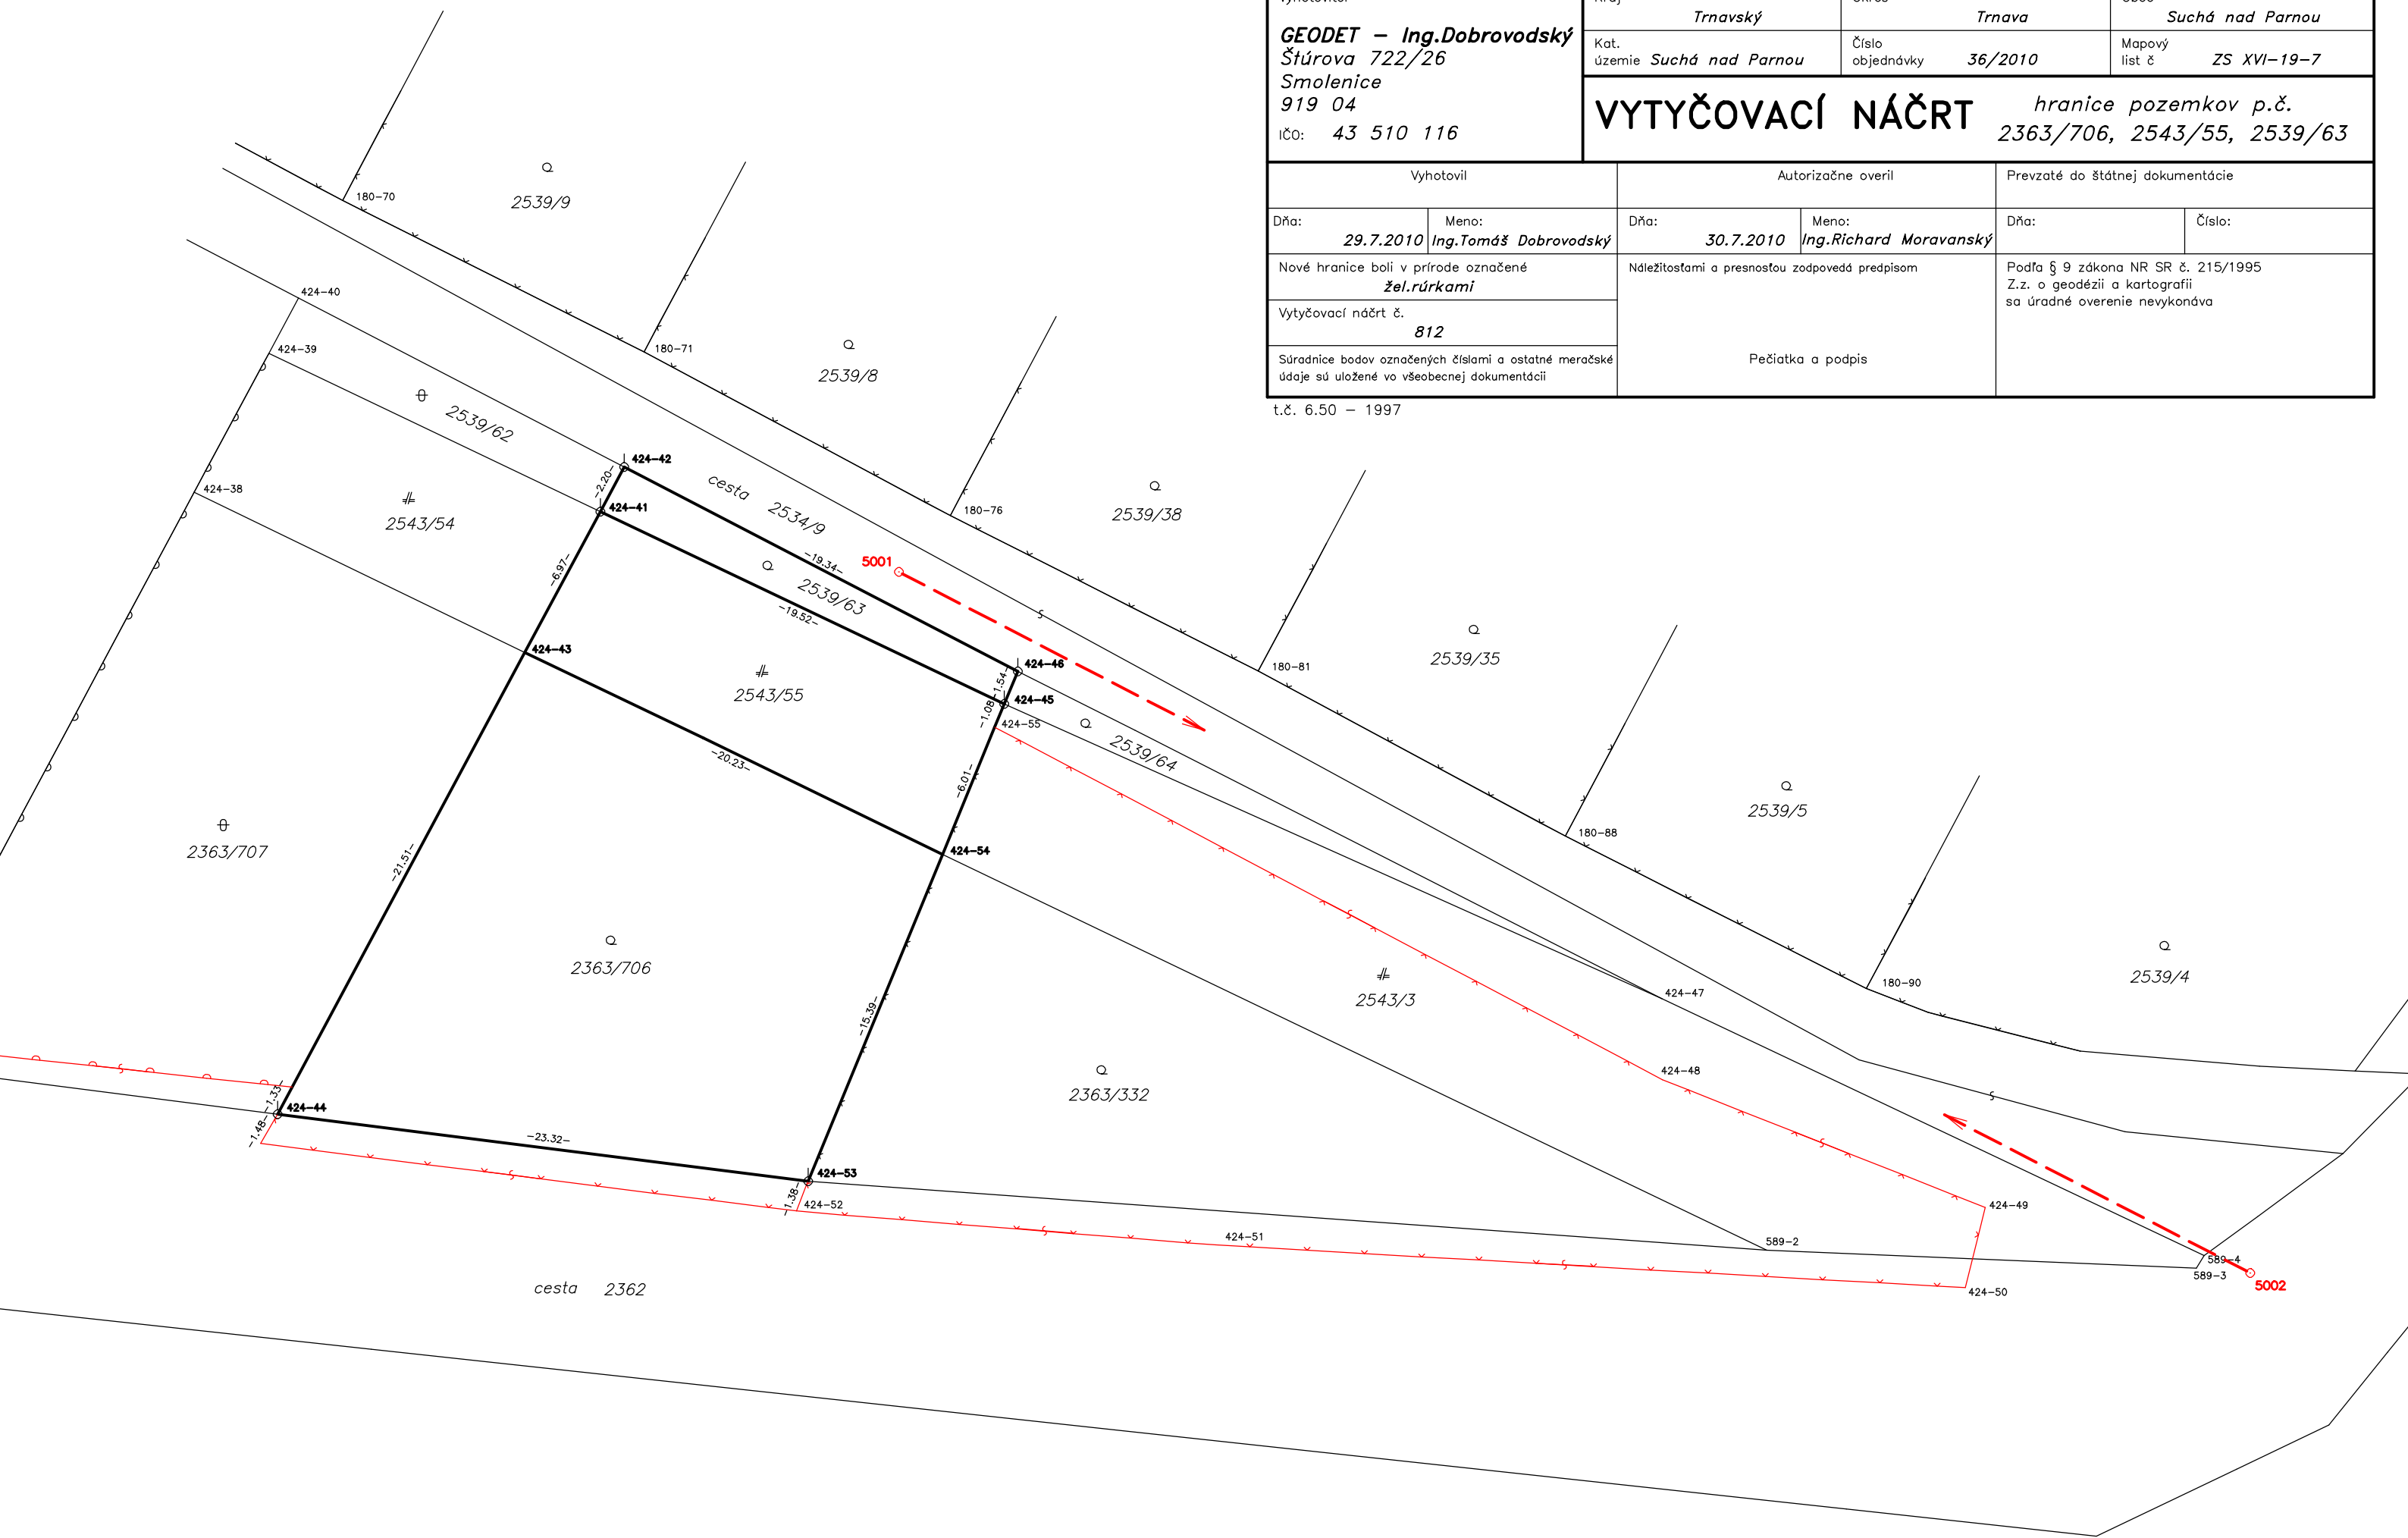 GEODET – Ing.Dobrovodský
Štúrova 722/26
Smolenice
919 04
IČO: 43 510 116
Trnavský
Trnava
Suchá nad Parnou
Kat.
územie Suchá nad Parnou
Číslo
objednávky 36/2010
Mapový
list č ZS XVI-19-7
VYTYČOVACÍ NÁČRT
hranice pozemkov p.č.
2363/706, 2543/55, 2539/63
Vyhotovil
Autorizačne overil
Prevzaté do štátnej dokumentácie
Dňa:
29.7.2010
Meno:
Ing.Tomáš Dobrovodský
Dňa:
30.7.2010
Meno:
Ing.Richard Moravanský
Dňa:
Číslo:
Nové hranice boli v prírode označené
žel.rúrkami
Náležitosťami a presnosťou zodpovedá predpisom
Podľa § 9 zákona NR SR č. 215/1995
Z.z. o geodézii a kartografii
sa úradné overenie nevykonáva
Vytyčovací náčrt č.
812
Súradnice bodov označených číslami a ostatné meračské
údaje sú uložené vo všeobecnej dokumentácii
Pečiatka a podpis
t.č. 6.50 – 1997
180-70
2539/9
424-40
424-39
180-71
2539/8
2539/62
424-38
2543/54
424-42
-2.20-
424-41
cesta 2534/9
180-76
2539/38
-6.97-
-19.34-
5001
2539/63
-19.52-
424-43
2543/55
424-46
-1.54-
424-45
-1.08-
424-55
180-81
2539/35
-20.23-
-6.01-
2539/64
424-54
2363/707
-21.51-
180-88
2539/5
2363/706
-15.39-
2543/3
424-47
180-90
2539/4
424-48
2363/332
-1.33-
424-44
-1.48-
-23.32-
424-53
-1.38-
424-52
424-51
589-2
424-49
424-50
589-4
589-3
5002
cesta 2362